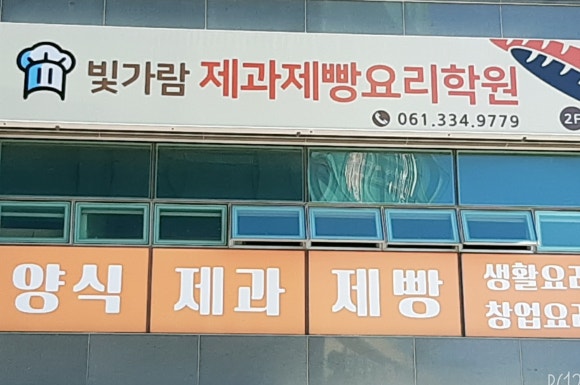 빛가람 제과제빵요리학원
061.334.9779
2F
양식 제과 제빵
생활요리
창업요리